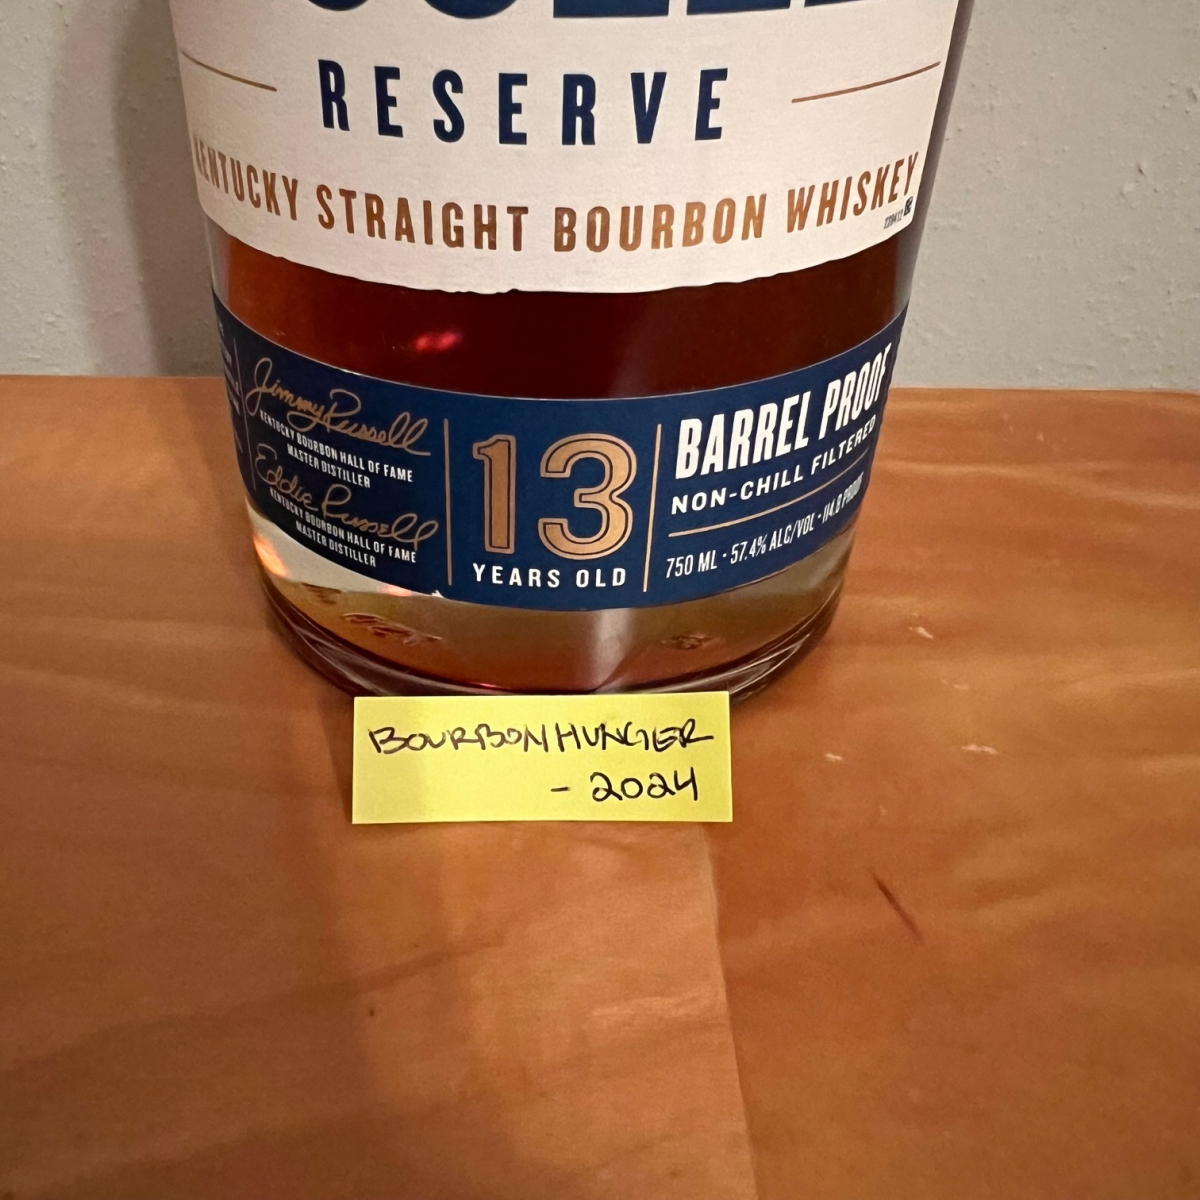 RESERVE
KENTUCKY STRAIGHT BOURBON WHISKEY
Jimmy Russell
KENTUCKY BOURBON HALL OF FAME
MASTER DISTILLER
Eddie Russell
KENTUCKY BOURBON HALL OF FAME
MASTER DISTILLER
13
YEARS OLD
BARREL PROOF
NON-CHILL FILTERED
750 ML · 57.4% ALC/VOL · 114.8 PROOF
BOURBONHUNGER
- 2024